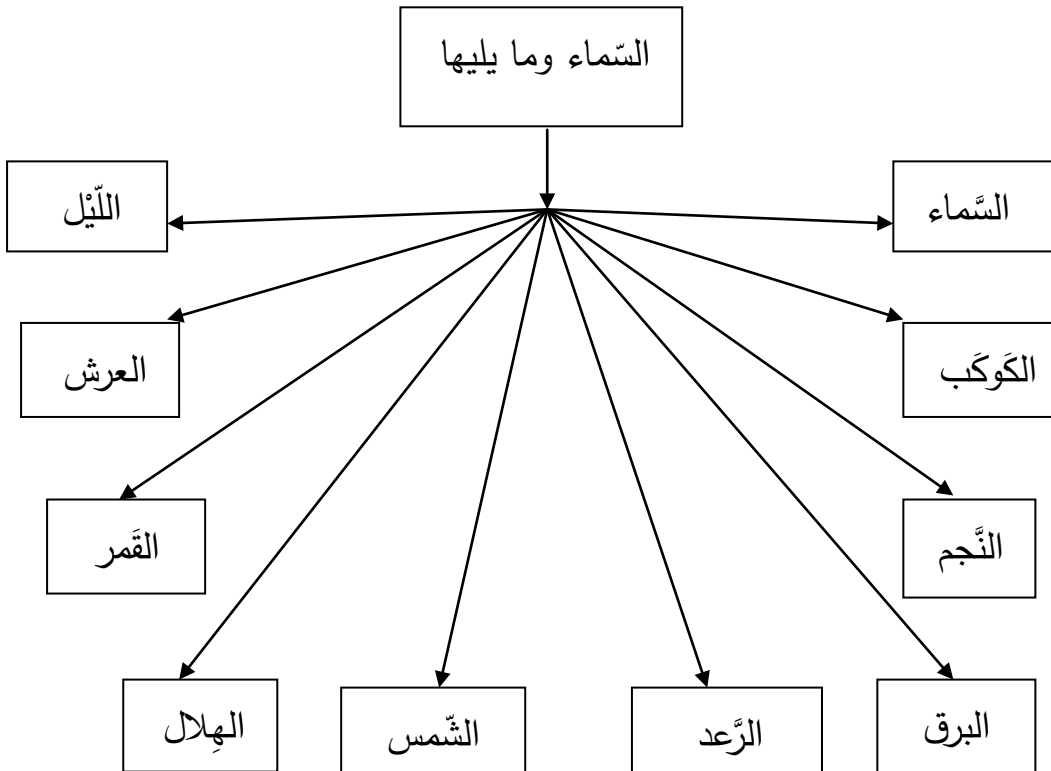 السّماء وما يليها
السَّماء
اللّيْل
الكَوكَب
العرش
النَّجم
القَمر
البرق
الرَّعد
الشّمس
الهِلال